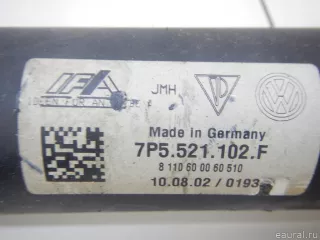 IFA JMH
Made in Germany
7P5.521.102.F
8 110 60 00 60 510
10.08.02 / 0193
eaural.ru